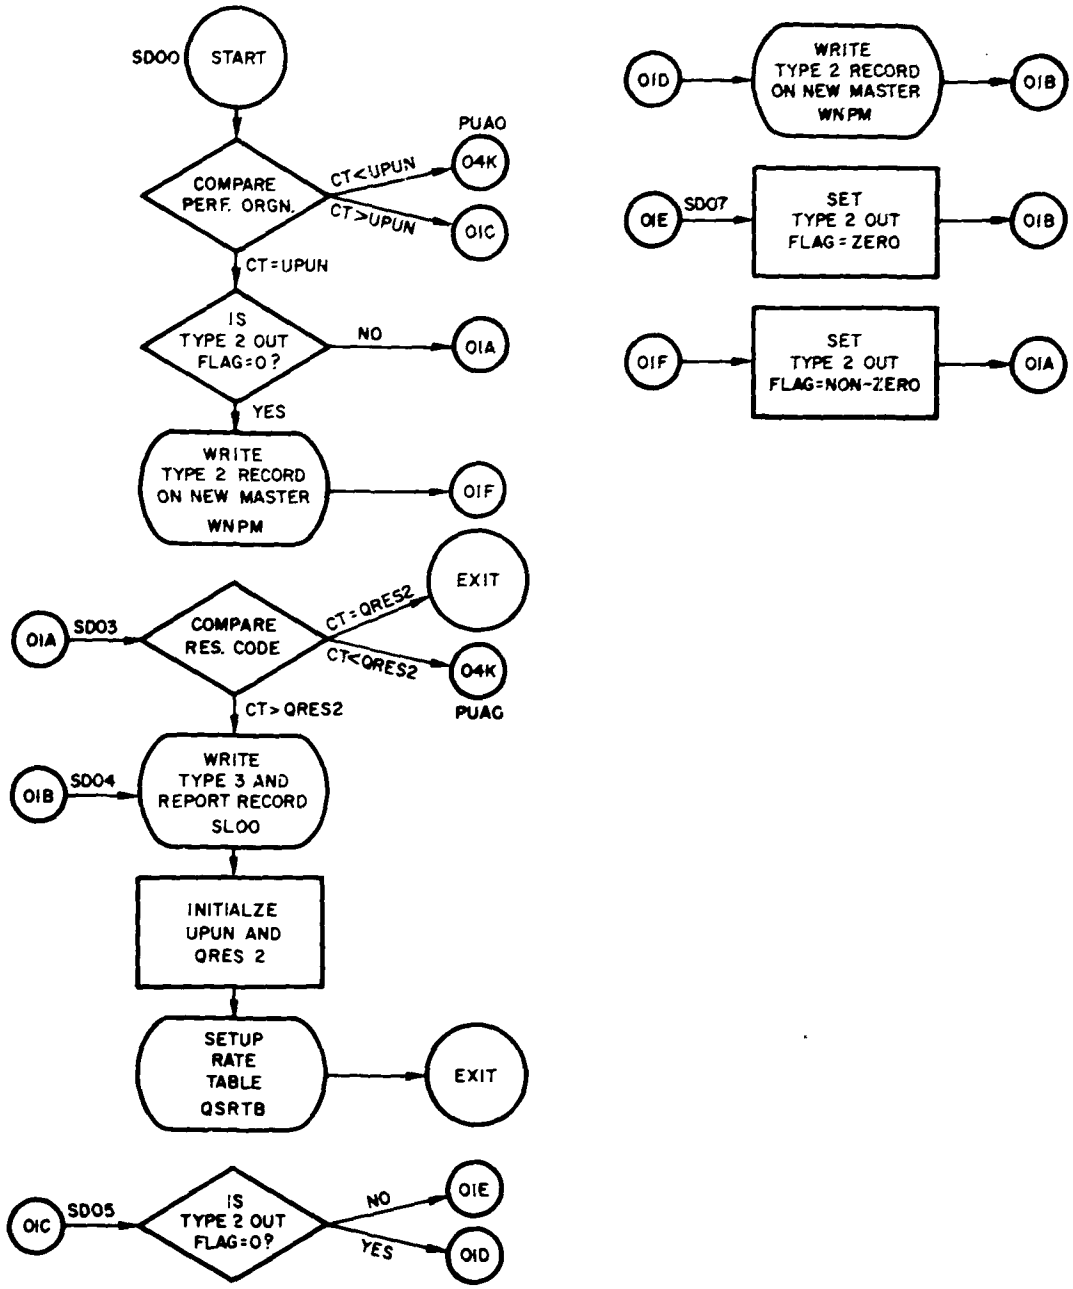 SD00
START
PUA0
04K
CT<UPUN
CT>UPUN
01C
COMPARE
PERF. ORGN.
CT=UPUN
IS
TYPE 2 OUT
FLAG=0?
NO
01A
YES
WRITE
TYPE 2 RECORD
ON NEW MASTER
WNPM
01F
EXIT
CT=QRES2
CT<QRES2
01A
SD03
COMPARE
RES. CODE
04K
PUAG
CT>QRES2
01B
SD04
WRITE
TYPE 3 AND
REPORT RECORD
SL00
INITIALZE
UPUN AND
QRES 2
SETUP
RATE
TABLE
QSRTB
EXIT
01C
SD05
IS
TYPE 2 OUT
FLAG=0?
NO
01E
YES
01D
01D
WRITE
TYPE 2 RECORD
ON NEW MASTER
WNPM
01B
01E
SD07
SET
TYPE 2 OUT
FLAG=ZERO
01B
01F
SET
TYPE 2 OUT
FLAG=NON-ZERO
01A